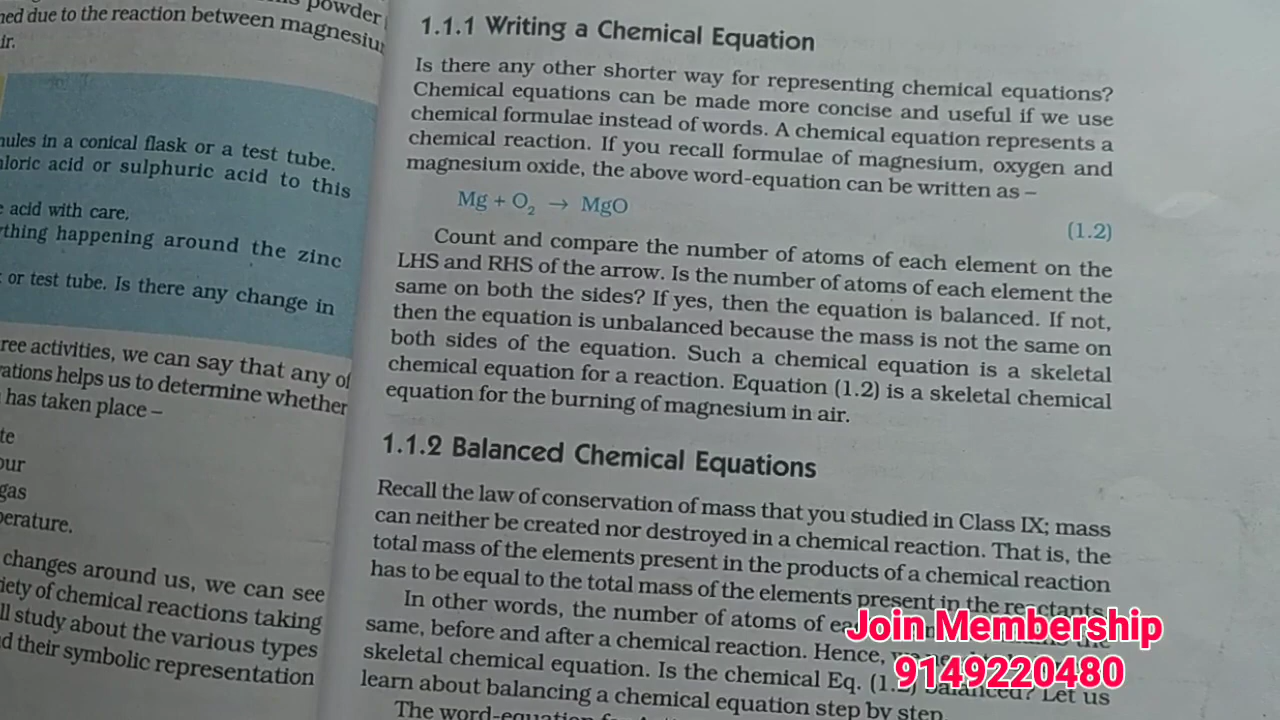 powder
ned due to the reaction between magnesiu
ir.
nules in a conical flask or a test tube.
loric acid or sulphuric acid to this
acid with care.
thing happening around the zinc
or test tube. Is there any change in
ree activities, we can say that any of
ations helps us to determine whether
has taken place –
te
our
gas
perature.
changes around us, we can see
iety of chemical reactions taking
ll study about the various types
d their symbolic representation
1.1.1 Writing a Chemical Equation
Is there any other shorter way for representing chemical equations?
Chemical equations can be made more concise and useful if we use
chemical formulae instead of words. A chemical equation represents a
chemical reaction. If you recall formulae of magnesium, oxygen and
magnesium oxide, the above word-equation can be written as –
Mg + O₂ → MgO (1.2)
Count and compare the number of atoms of each element on the
LHS and RHS of the arrow. Is the number of atoms of each element the
same on both the sides? If yes, then the equation is balanced. If not,
then the equation is unbalanced because the mass is not the same on
both sides of the equation. Such a chemical equation is a skeletal
chemical equation for a reaction. Equation (1.2) is a skeletal chemical
equation for the burning of magnesium in air.
1.1.2 Balanced Chemical Equations
Recall the law of conservation of mass that you studied in Class IX; mass
can neither be created nor destroyed in a chemical reaction. That is, the
total mass of the elements present in the products of a chemical reaction
has to be equal to the total mass of the elements present in the reactants.
In other words, the number of atoms of
same, before and after a chemical reaction. Hence,
skeletal chemical equation. Is the chemical Eq. (1.2) balanced? Let us
learn about balancing a chemical equation step by step.
The word-equation
Join Membership
9149220480